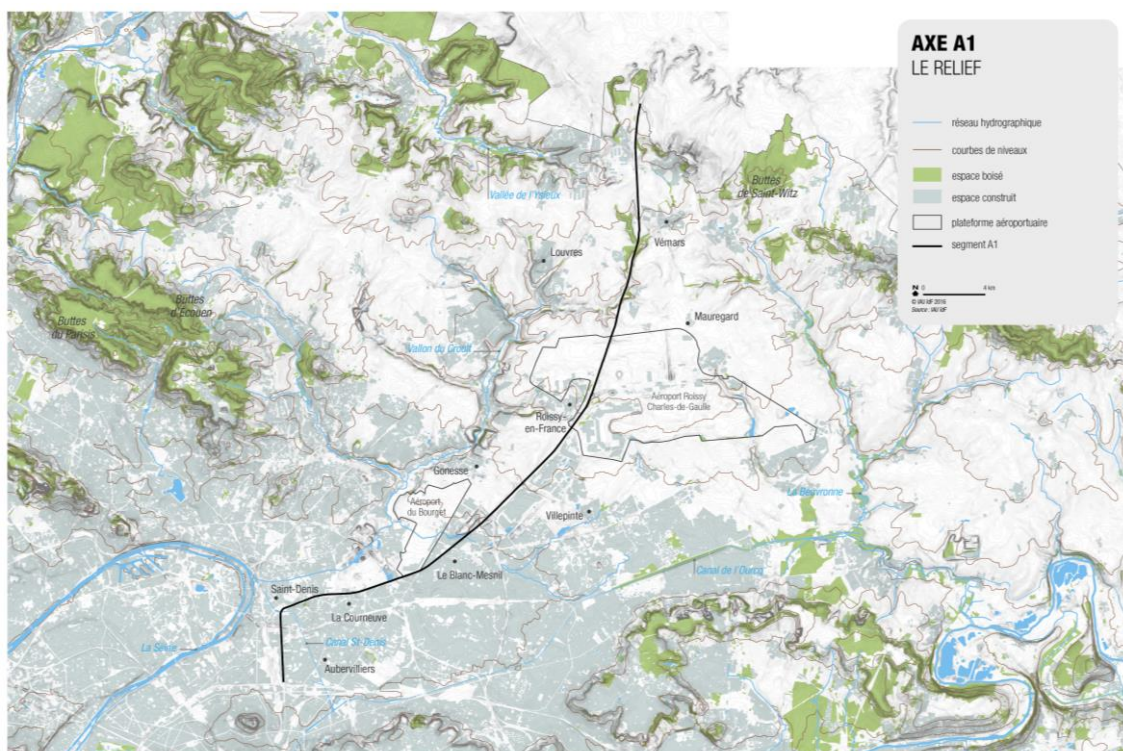 AXE A1
LE RELIEF
réseau hydrographique
courbes de niveaux
espace boisé
espace construit
plateforme aéroportuaire
segment A1
N 0 4 km
© IAU IdF 2016
Source : IAU IdF
Buttes
de Saint-Witz
Vallée de l'Ysieux
Vémars
Louvres
Buttes
d'Ecouen
Buttes
du Parisis
Mauregard
Vallon du Croult
Aéroport Roissy
Charles-de-Gaulle
Roissy-
en-France
Gonesse
La Beuvronne
Aéroport
du Bourget
Villepinte
Le Blanc-Mesnil
Canal de l'Ourcq
Saint-Denis
La Courneuve
La Seine
Canal St-Denis
Aubervilliers